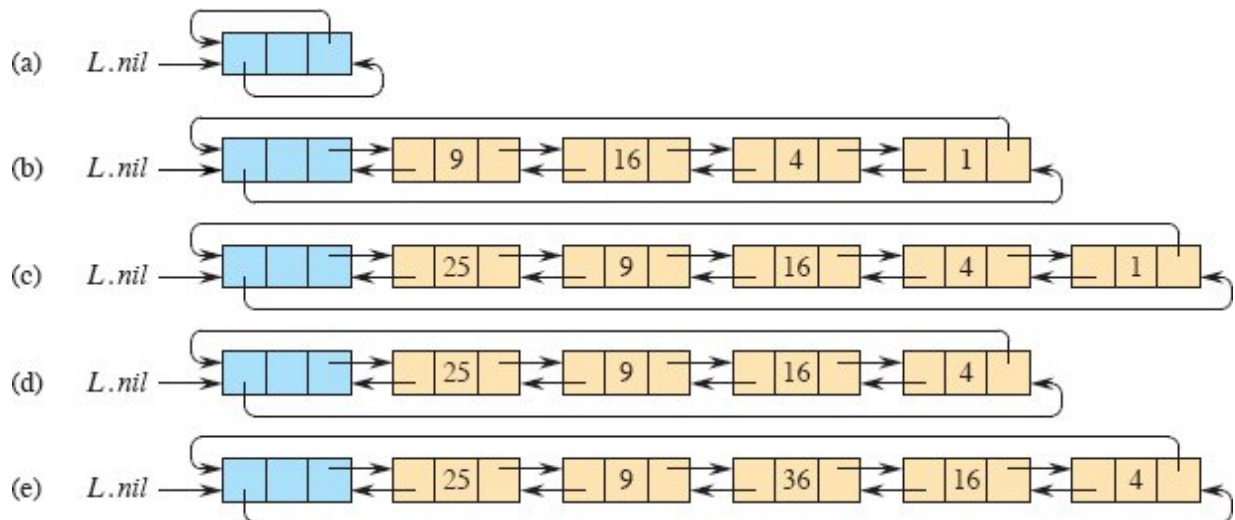 (a) L.nil
(b) L.nil 9 16 4 1
(c) L.nil 25 9 16 4 1
(d) L.nil 25 9 16 4
(e) L.nil 25 9 36 16 4